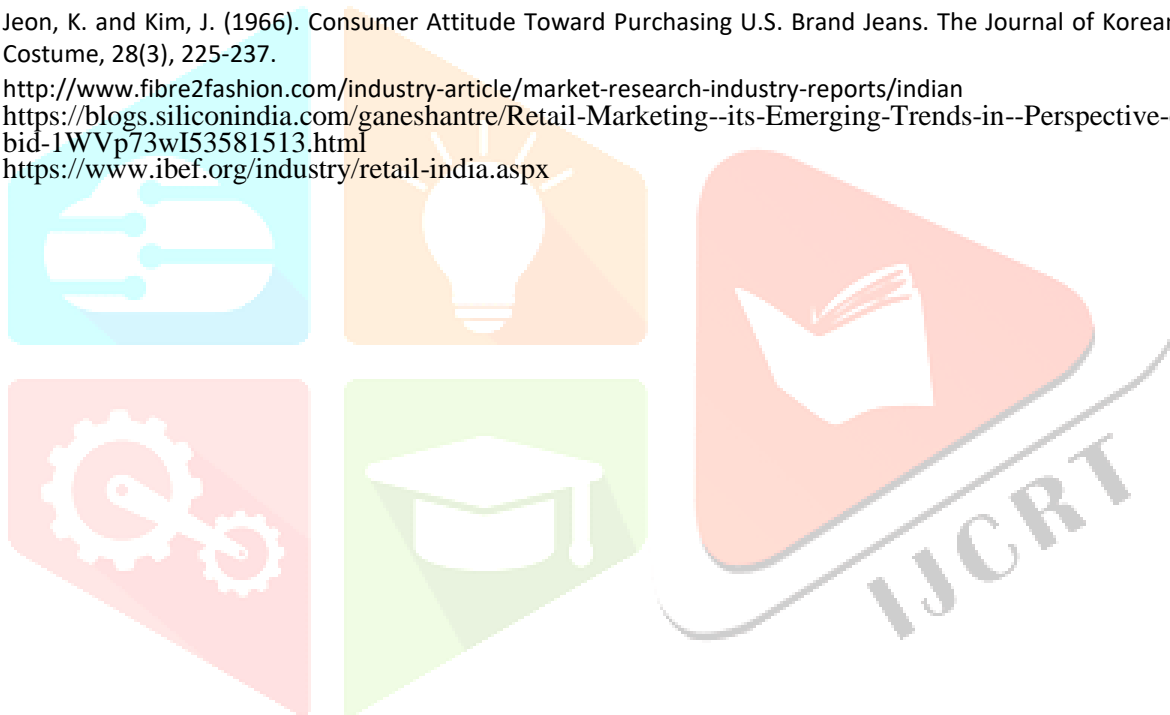 Jeon, K. and Kim, J. (1966). Consumer Attitude Toward Purchasing U.S. Brand Jeans. The Journal of Korean
Costume, 28(3), 225-237.
http://www.fibre2fashion.com/industry-article/market-research-industry-reports/indian
https://blogs.siliconindia.com/ganeshantre/Retail-Marketing--its-Emerging-Trends-in--Perspective-
bid-1WVp73wI53581513.html
https://www.ibef.org/industry/retail-india.aspx
IJCRT